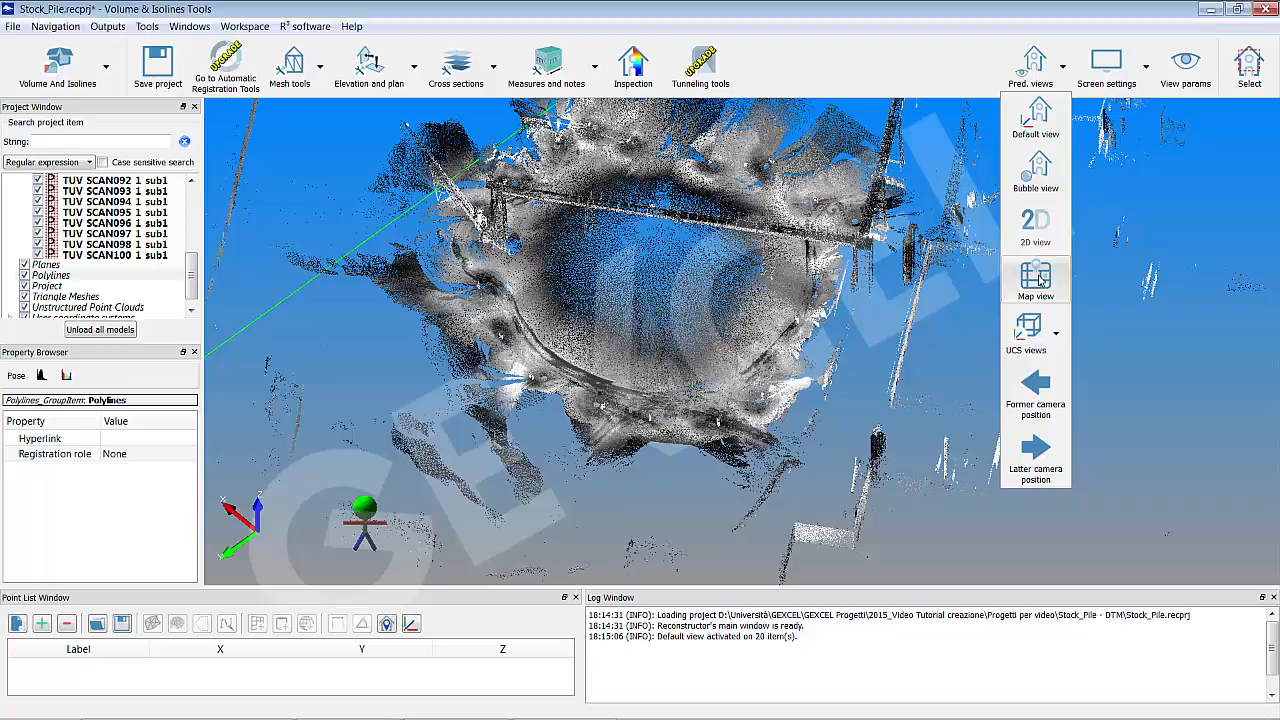 Stock_Pile.recprj* - Volume & Isolines Tools
File Navigation Outputs Tools Windows Workspace R³ software Help
UPGRADE UPGRADE
Volume And Isolines Save project Go to Automatic Registration Tools Mesh tools Elevation and plan Cross sections Measures and notes Inspection Tunneling tools Pred. views Screen settings View params Select
Project Window
Search project item
String:
Regular expression Case sensitive search
TUV SCAN092 1 sub1
TUV SCAN093 1 sub1
TUV SCAN094 1 sub1
TUV SCAN095 1 sub1
TUV SCAN096 1 sub1
TUV SCAN097 1 sub1
TUV SCAN098 1 sub1
TUV SCAN100 1 sub1
Planes
Polylines
Project
Triangle Meshes
Unstructured Point Clouds
User coordinate systems
Unload all models
Property Browser
Pose
Polylines_GroupItem: Polylines
Property Value
Hyperlink
Registration role None
GEXCEL
X Z
Default view
Bubble view
2D
2D view
Map view
UCS views
Former camera
position
Latter camera
position
Point List Window
Label X Y Z
Log Window
18:14:31 (INFO): Loading project D:\Università\GEXCEL\GEXCEL Progetti\2015_Video Tutorial creazione\Progetti per video\Stock_Pile - DTM\Stock_Pile.recprj
18:14:31 (INFO): Reconstructor's main window is ready.
18:15:06 (INFO): Default view activated on 20 item(s).